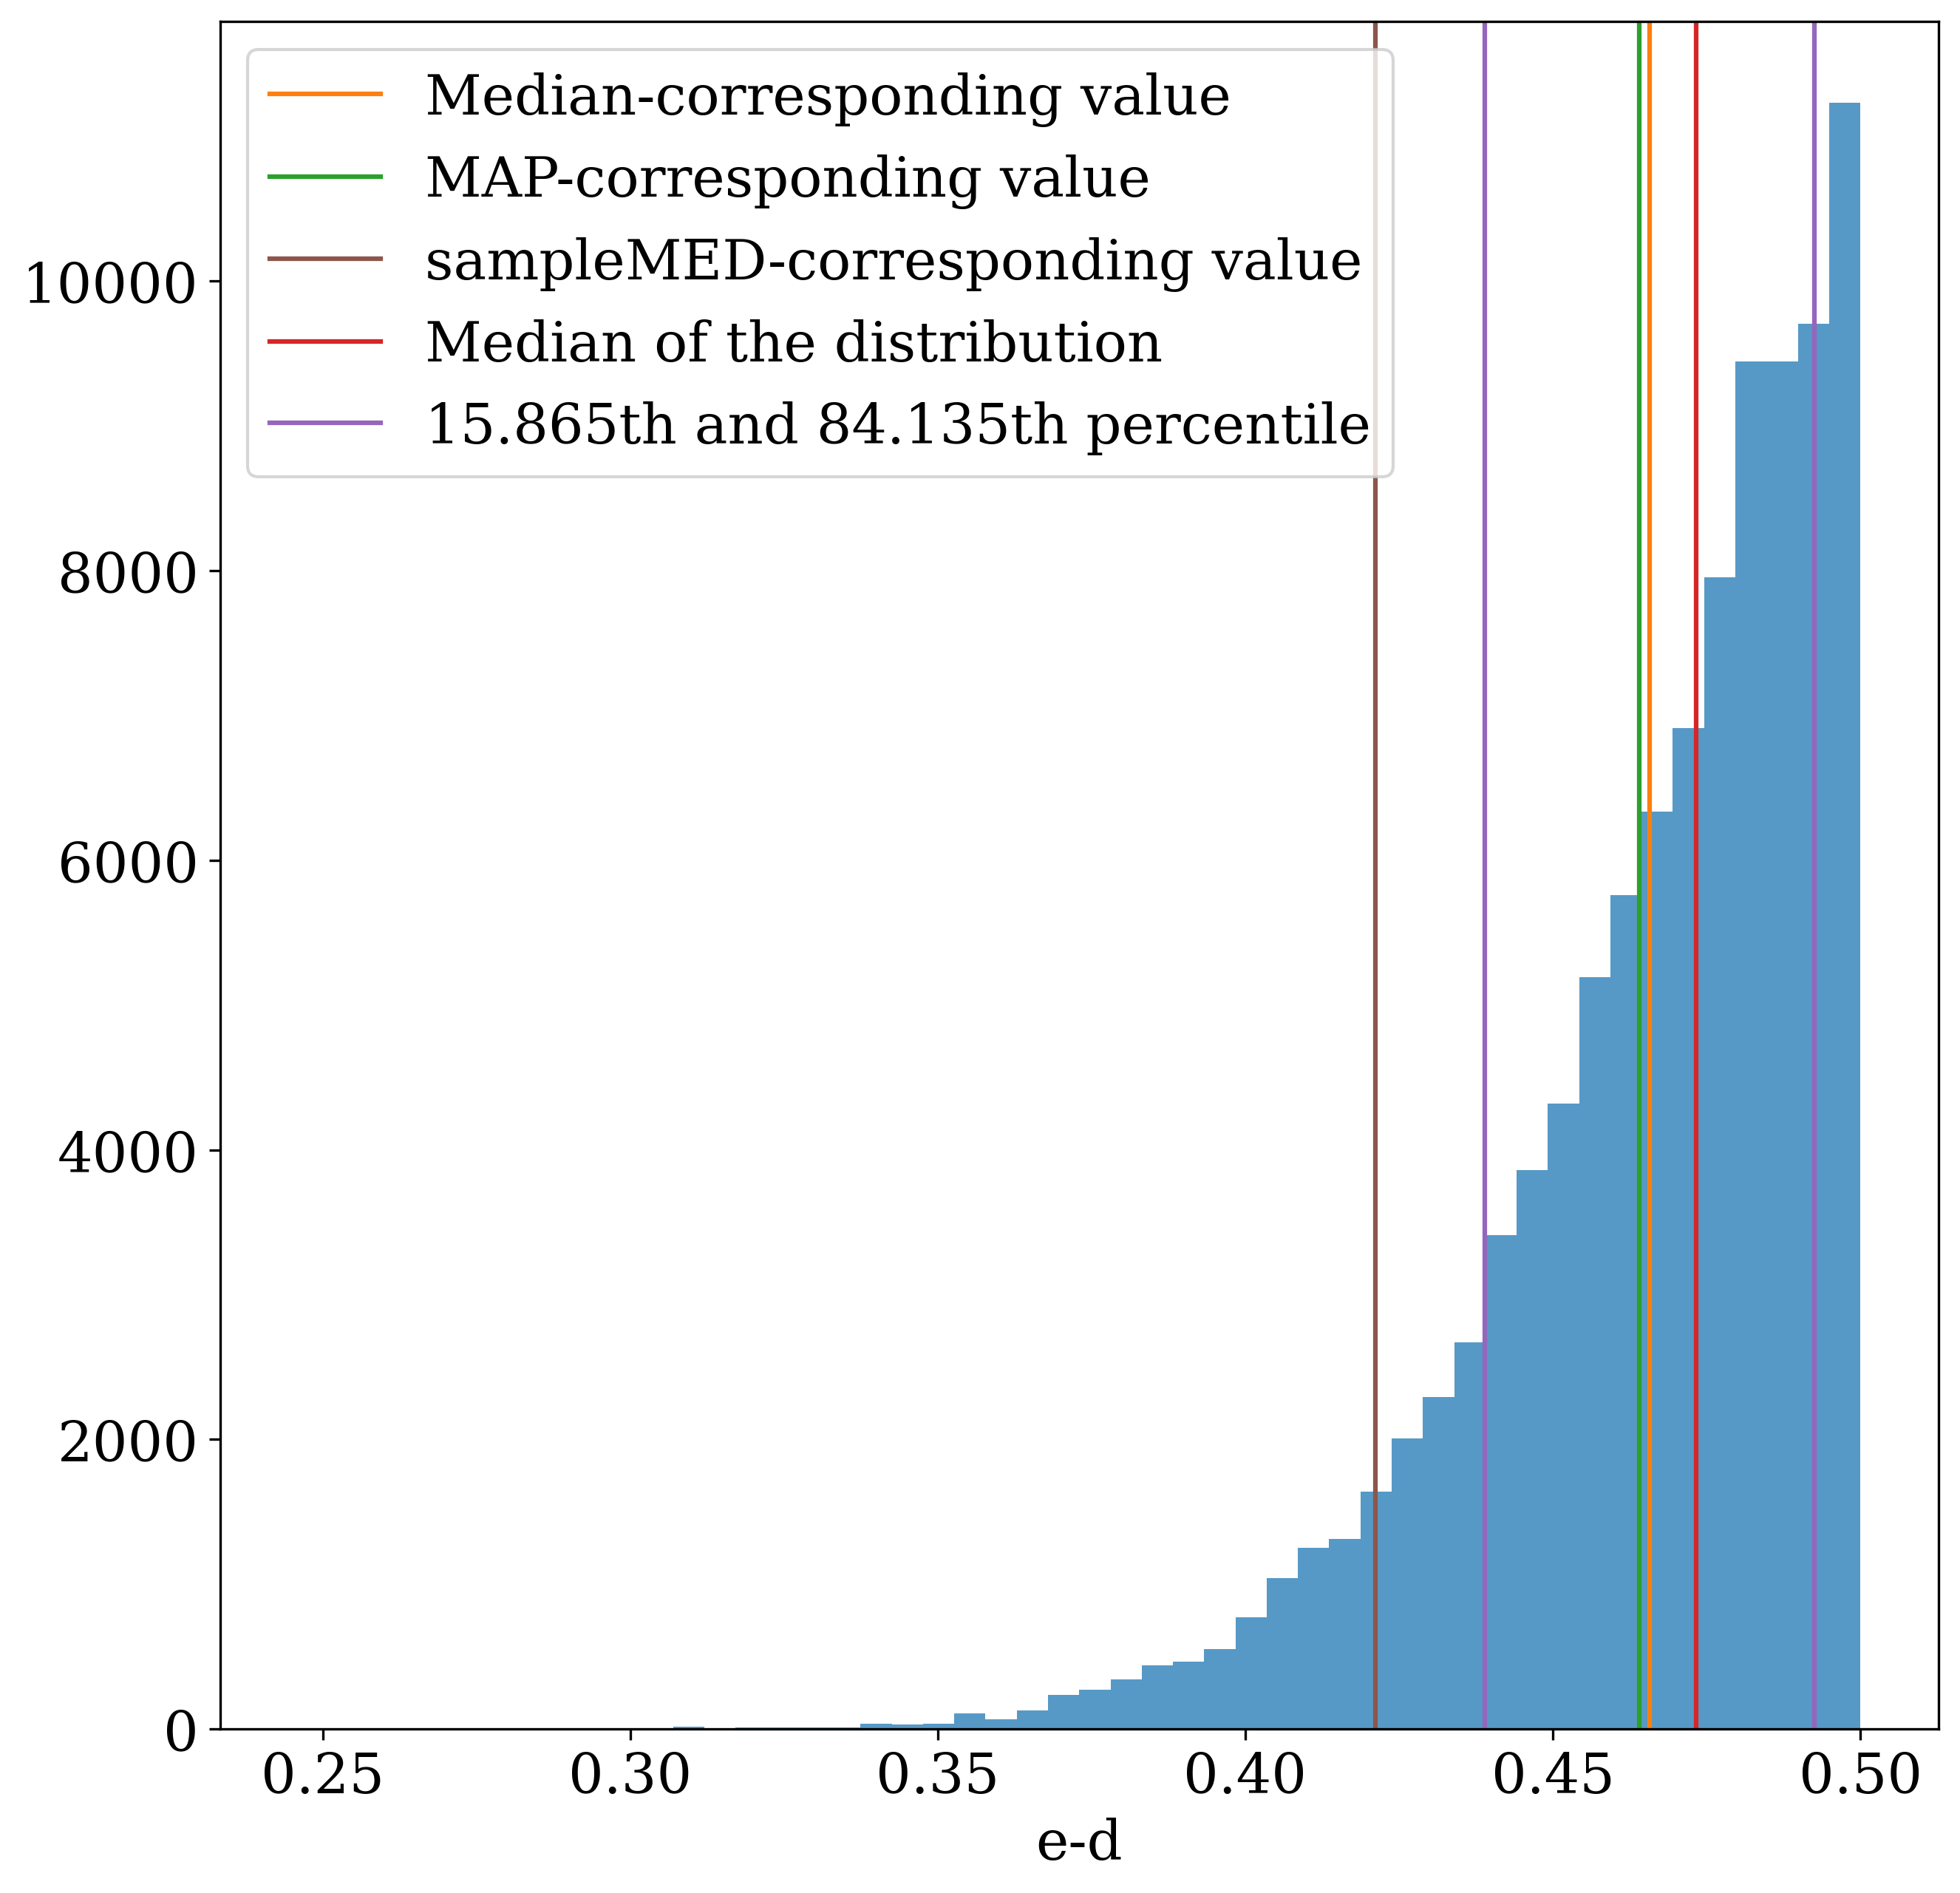 Median-corresponding value
MAP-corresponding value
sampleMED-corresponding value
Median of the distribution
15.865th and 84.135th percentile
10000
8000
6000
4000
2000
0
0.25 0.30 0.35 0.40 0.45 0.50
e-d